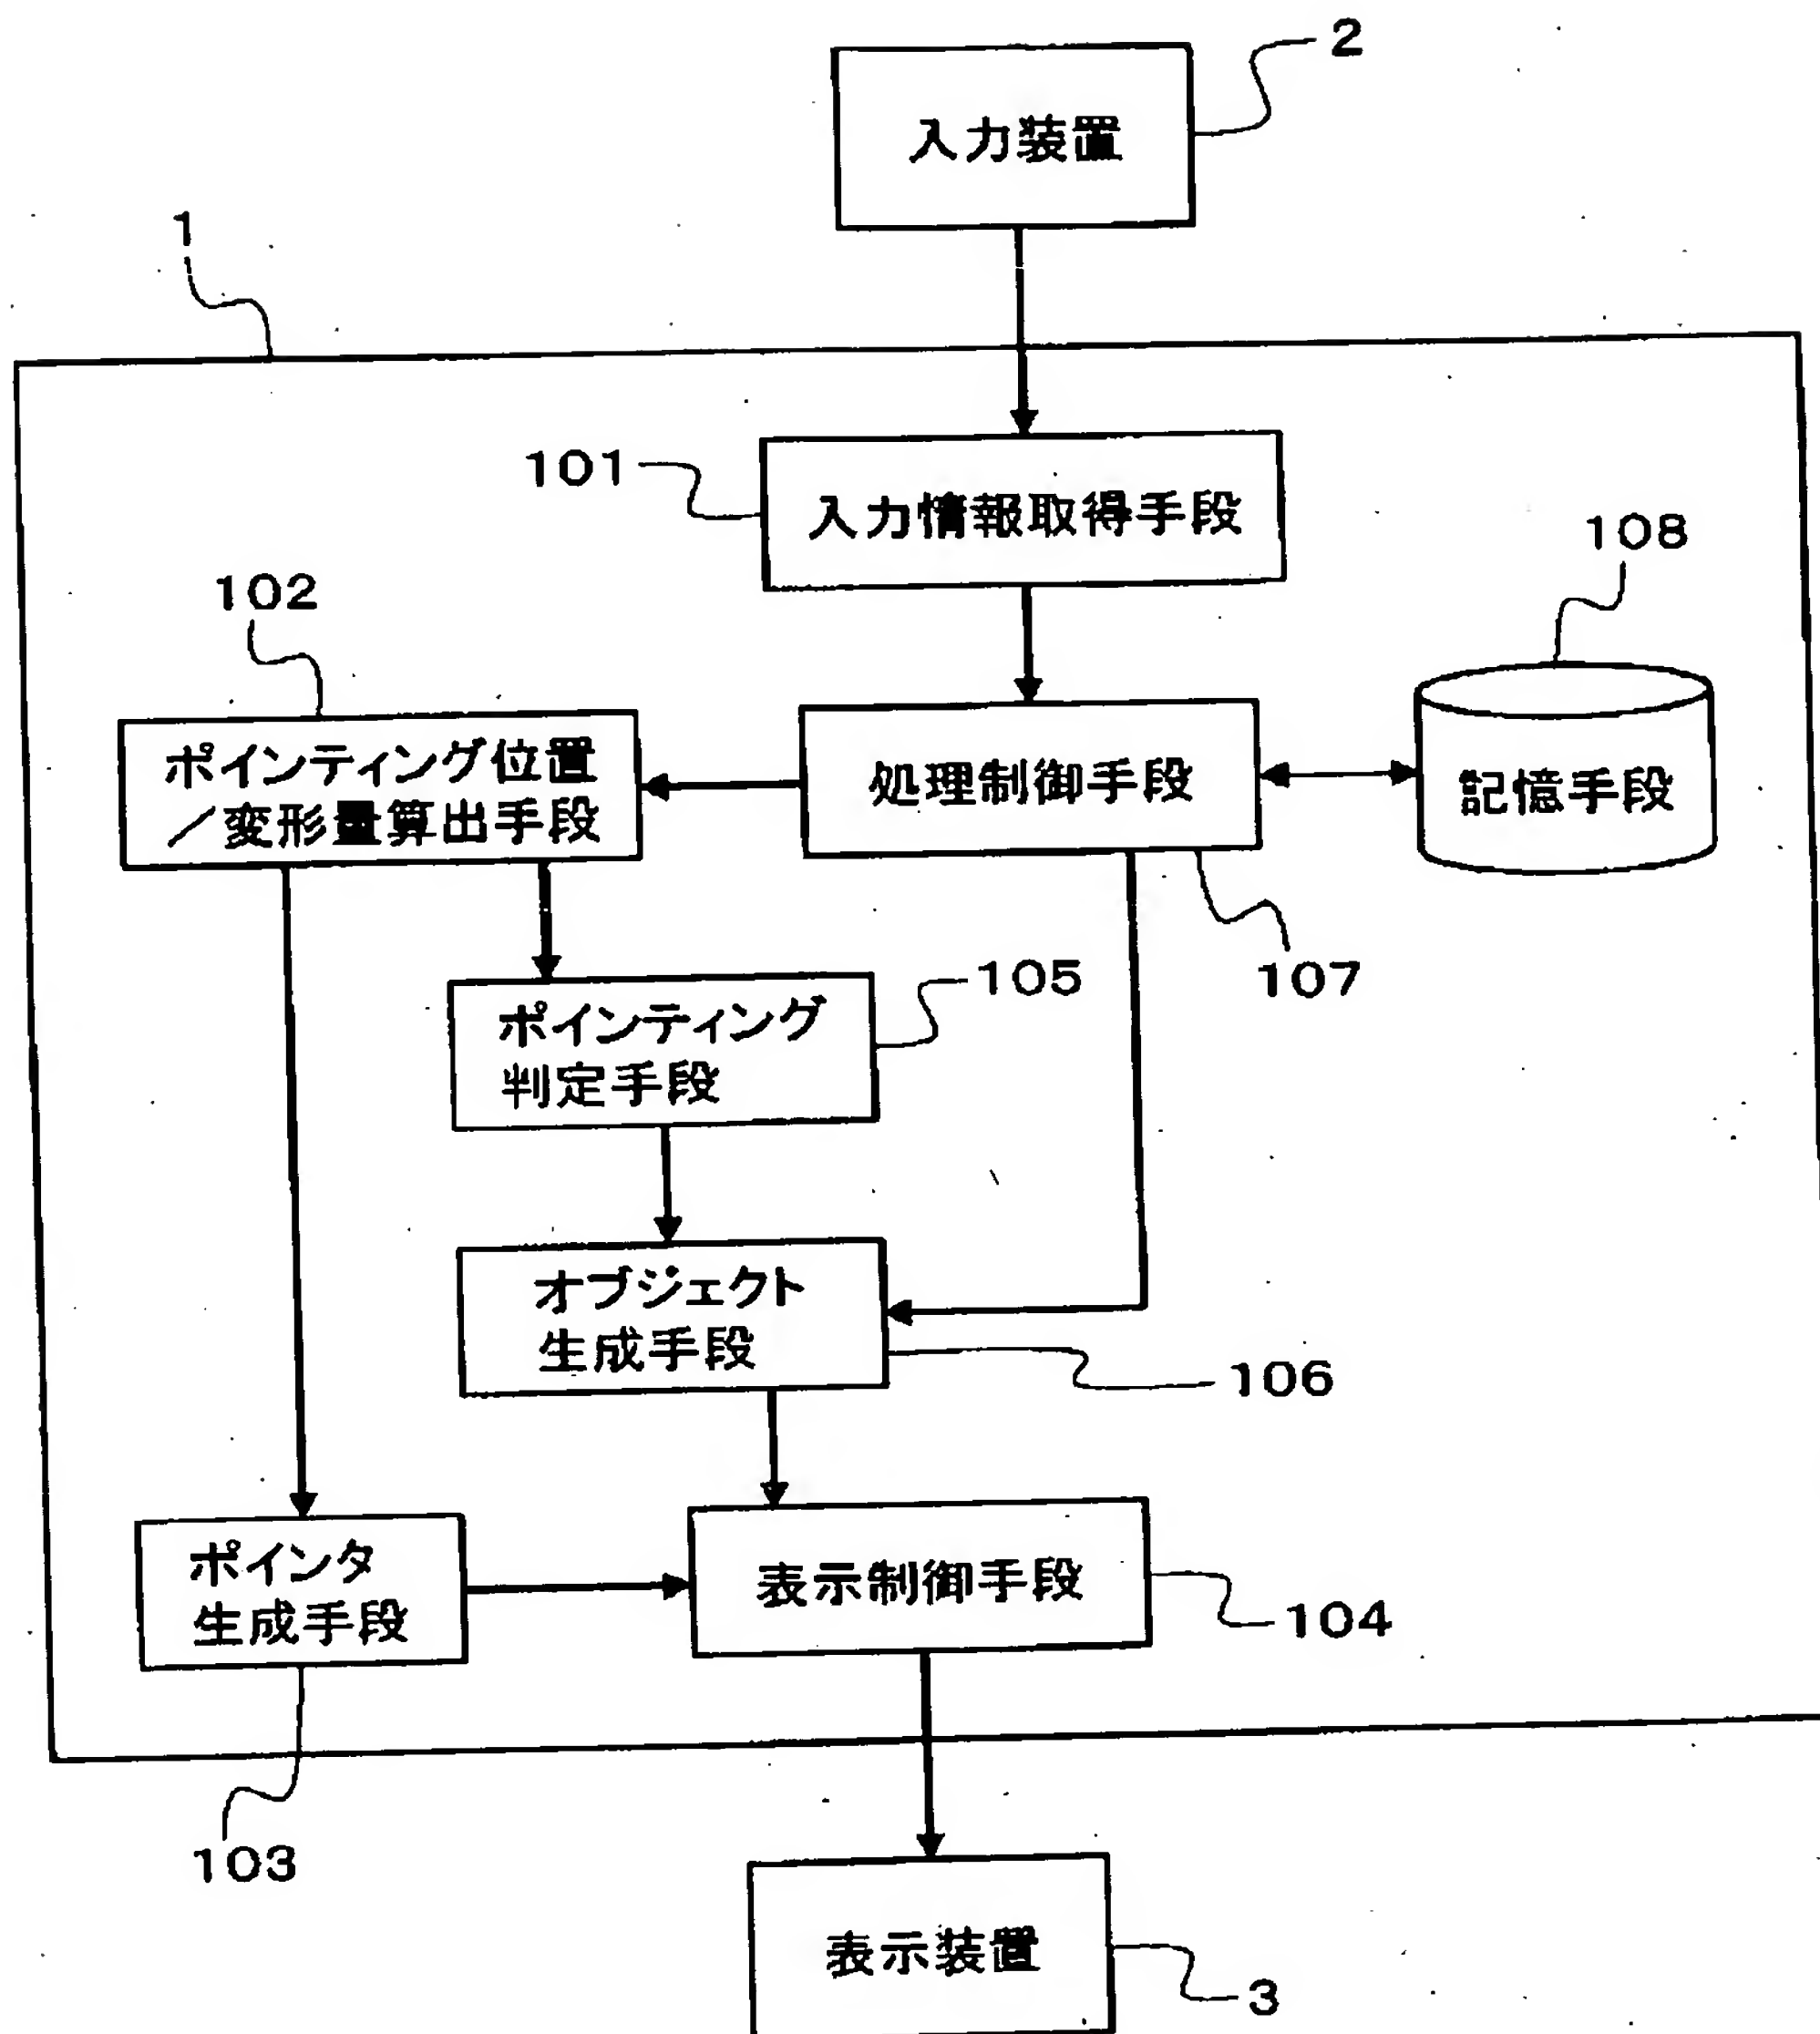 2
入力装置
1
101
入力情報取得手段
108
102
ポインティング位置
／変形量算出手段
処理制御手段
記憶手段
107
105
ポインティング
判定手段
オブジェクト
生成手段
106
ポインタ
生成手段
表示制御手段
104
103
表示装置
3